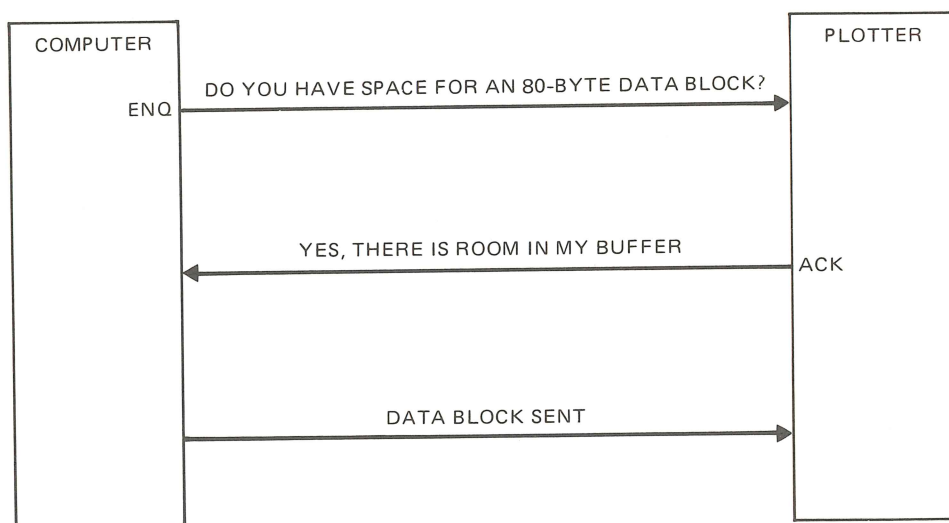 COMPUTER
PLOTTER
DO YOU HAVE SPACE FOR AN 80-BYTE DATA BLOCK?
ENQ
YES, THERE IS ROOM IN MY BUFFER
ACK
DATA BLOCK SENT